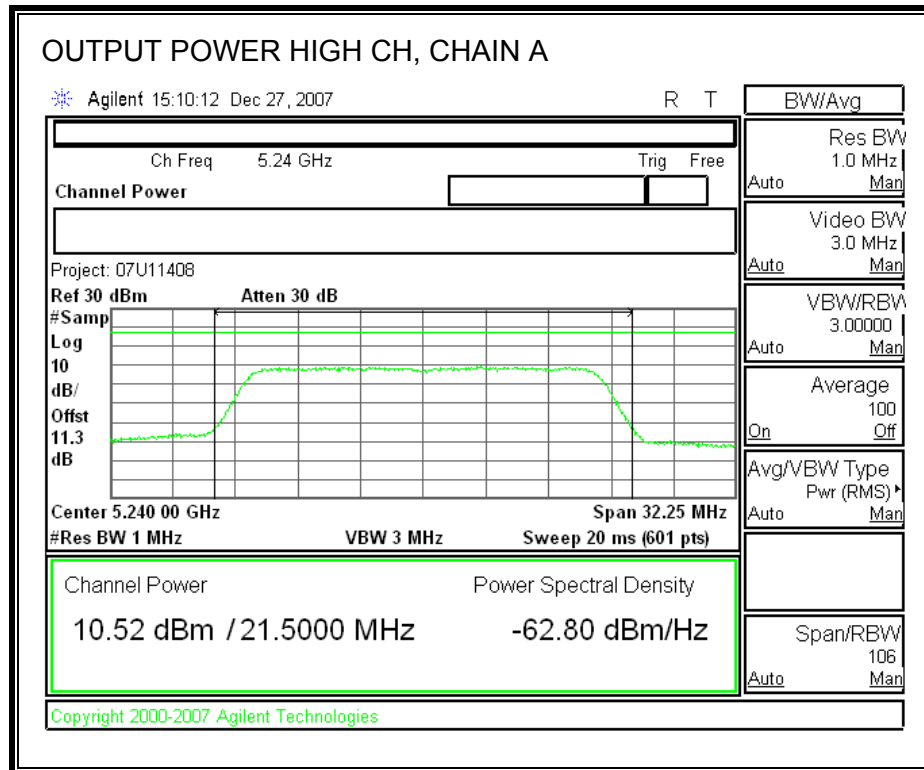 OUTPUT POWER HIGH CH, CHAIN A
Agilent 15:10:12 Dec 27, 2007 R T
BW/Avg
Ch Freq 5.24 GHz Trig Free
Channel Power
Res BW
1.0 MHz
Auto Man
Video BW
3.0 MHz
Auto Man
VBW/RBW
3.00000
Auto Man
Average
100
On Off
Avg/VBW Type
Pwr (RMS)
Auto Man
Span/RBW
106
Auto Man
Project: 07U11408
Ref 30 dBm Atten 30 dB
#Samp
Log
10
dB/
Offst
11.3
dB
Center 5.240 00 GHz Span 32.25 MHz
#Res BW 1 MHz VBW 3 MHz Sweep 20 ms (601 pts)
Channel Power Power Spectral Density
10.52 dBm / 21.5000 MHz -62.80 dBm/Hz
Copyright 2000-2007 Agilent Technologies